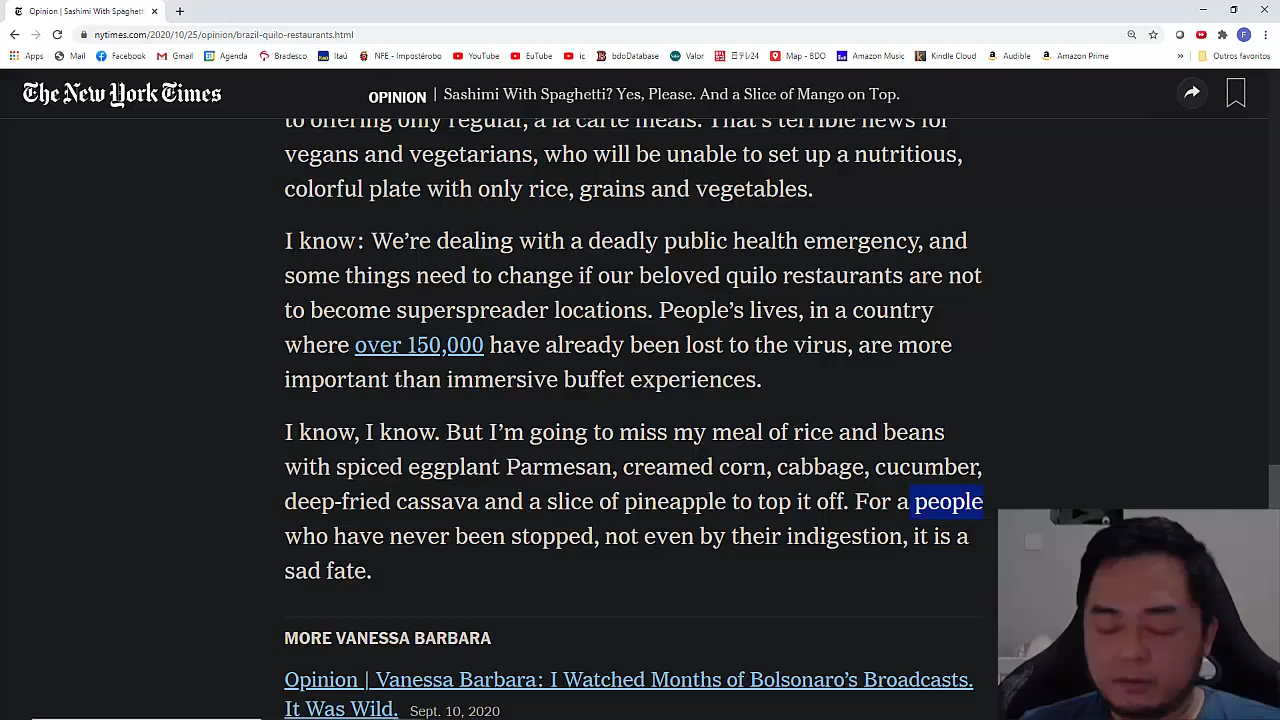 Opinion | Sashimi With Spaghetti
nytimes.com/2020/10/25/opinion/brazil-quilo-restaurants.html
Apps Mail Facebook Gmail Agenda Bradesco Itaú NFE - Impostérobo YouTube EuTube ic bdoDatabase Valor 日テレ24 Map - BDO Amazon Music Kindle Cloud Audible Amazon Prime » Outros favoritos
The New York Times
OPINION | Sashimi With Spaghetti? Yes, Please. And a Slice of Mango on Top.
to offering only regular, à la carte meals. That's terrible news for
vegans and vegetarians, who will be unable to set up a nutritious,
colorful plate with only rice, grains and vegetables.
I know: We're dealing with a deadly public health emergency, and
some things need to change if our beloved quilo restaurants are not
to become superspreader locations. People's lives, in a country
where over 150,000 have already been lost to the virus, are more
important than immersive buffet experiences.
I know, I know. But I'm going to miss my meal of rice and beans
with spiced eggplant Parmesan, creamed corn, cabbage, cucumber,
deep-fried cassava and a slice of pineapple to top it off. For a people
who have never been stopped, not even by their indigestion, it is a
sad fate.
MORE VANESSA BARBARA
Opinion | Vanessa Barbara: I Watched Months of Bolsonaro's Broadcasts.
It Was Wild. Sept. 10, 2020